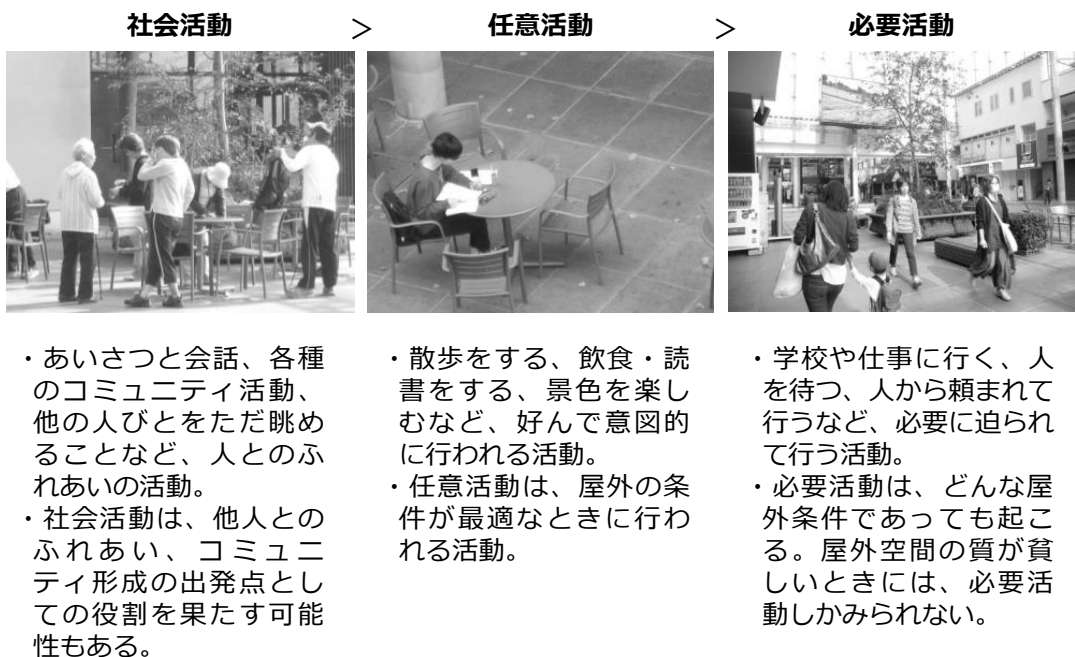 社会活動 > 任意活動 > 必要活動
・あいさつと会話、各種
のコミュニティ活動、
他の人びとをただ眺め
ることなど、人とのふ
れあいの活動。
・社会活動は、他人との
ふれあい、コミュニ
ティ形成の出発点とし
ての役割を果たす可能
性もある。
・散歩をする、飲食・読
書をする、景色を楽し
むなど、好んで意図的
に行われる活動。
・任意活動は、屋外の条
件が最適なときに行わ
れる活動。
・学校や仕事に行く、人
を待つ、人から頼まれて
行うなど、必要に迫られ
て行う活動。
・必要活動は、どんな屋
外条件であっても起こ
る。屋外空間の質が貧
しいときには、必要活
動しかみられない。